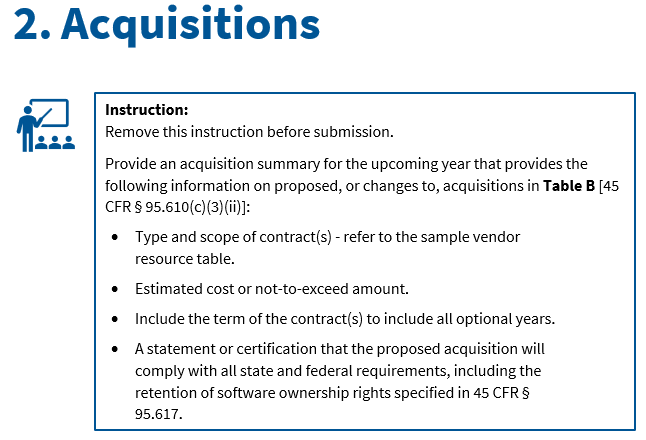 2. Acquisitions
Instruction:
Remove this instruction before submission.
Provide an acquisition summary for the upcoming year that provides the
following information on proposed, or changes to, acquisitions in Table B [45
CFR § 95.610(c)(3)(ii)]:
• Type and scope of contract(s) - refer to the sample vendor
resource table.
• Estimated cost or not-to-exceed amount.
• Include the term of the contract(s) to include all optional years.
• A statement or certification that the proposed acquisition will
comply with all state and federal requirements, including the
retention of software ownership rights specified in 45 CFR §
95.617.